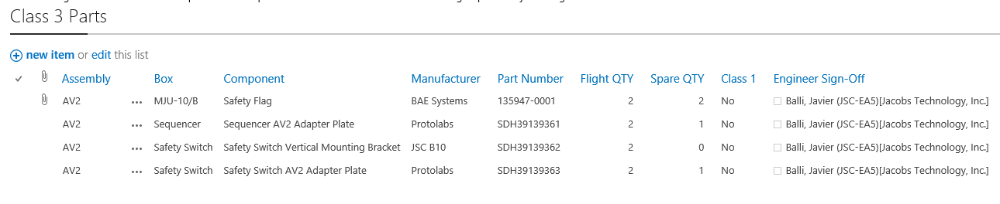 Class 3 Parts
new item or edit this list
Assembly Box Component Manufacturer Part Number Flight QTY Spare QTY Class 1 Engineer Sign-Off
AV2 ... MJU-10/B Safety Flag BAE Systems 135947-0001 2 2 No Balli, Javier (JSC-EA5)[Jacobs Technology, Inc.]
AV2 ... Sequencer Sequencer AV2 Adapter Plate Protolabs SDH39139361 2 1 No Balli, Javier (JSC-EA5)[Jacobs Technology, Inc.]
AV2 ... Safety Switch Safety Switch Vertical Mounting Bracket JSC B10 SDH39139362 2 0 No Balli, Javier (JSC-EA5)[Jacobs Technology, Inc.]
AV2 ... Safety Switch Safety Switch AV2 Adapter Plate Protolabs SDH39139363 2 1 No Balli, Javier (JSC-EA5)[Jacobs Technology, Inc.]